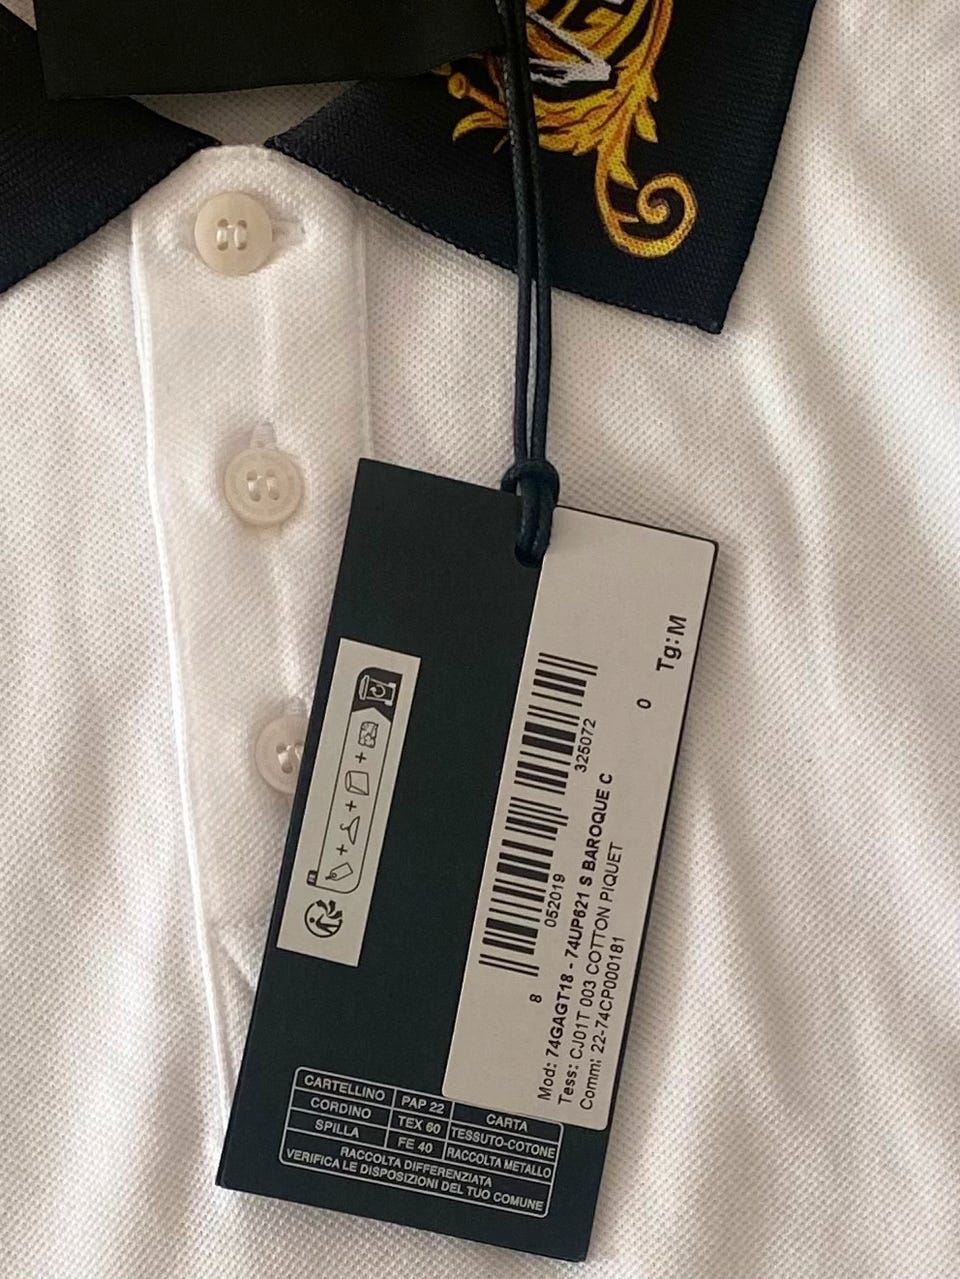 Tg: M
0
8 052019 325072
Mod: 74GAGT18 - 74UP621 S BAROQUE C
Tess: CJ01T 003 COTTON PIQUET
Comm: 22-74CP000181
CARTELLINO PAP 22 CARTA
CORDINO TEX 60 TESSUTO-COTONE
SPILLA FE 40 RACCOLTA METALLO
RACCOLTA DIFFERENZIATA
VERIFICA LE DISPOSIZIONI DEL TUO COMUNE